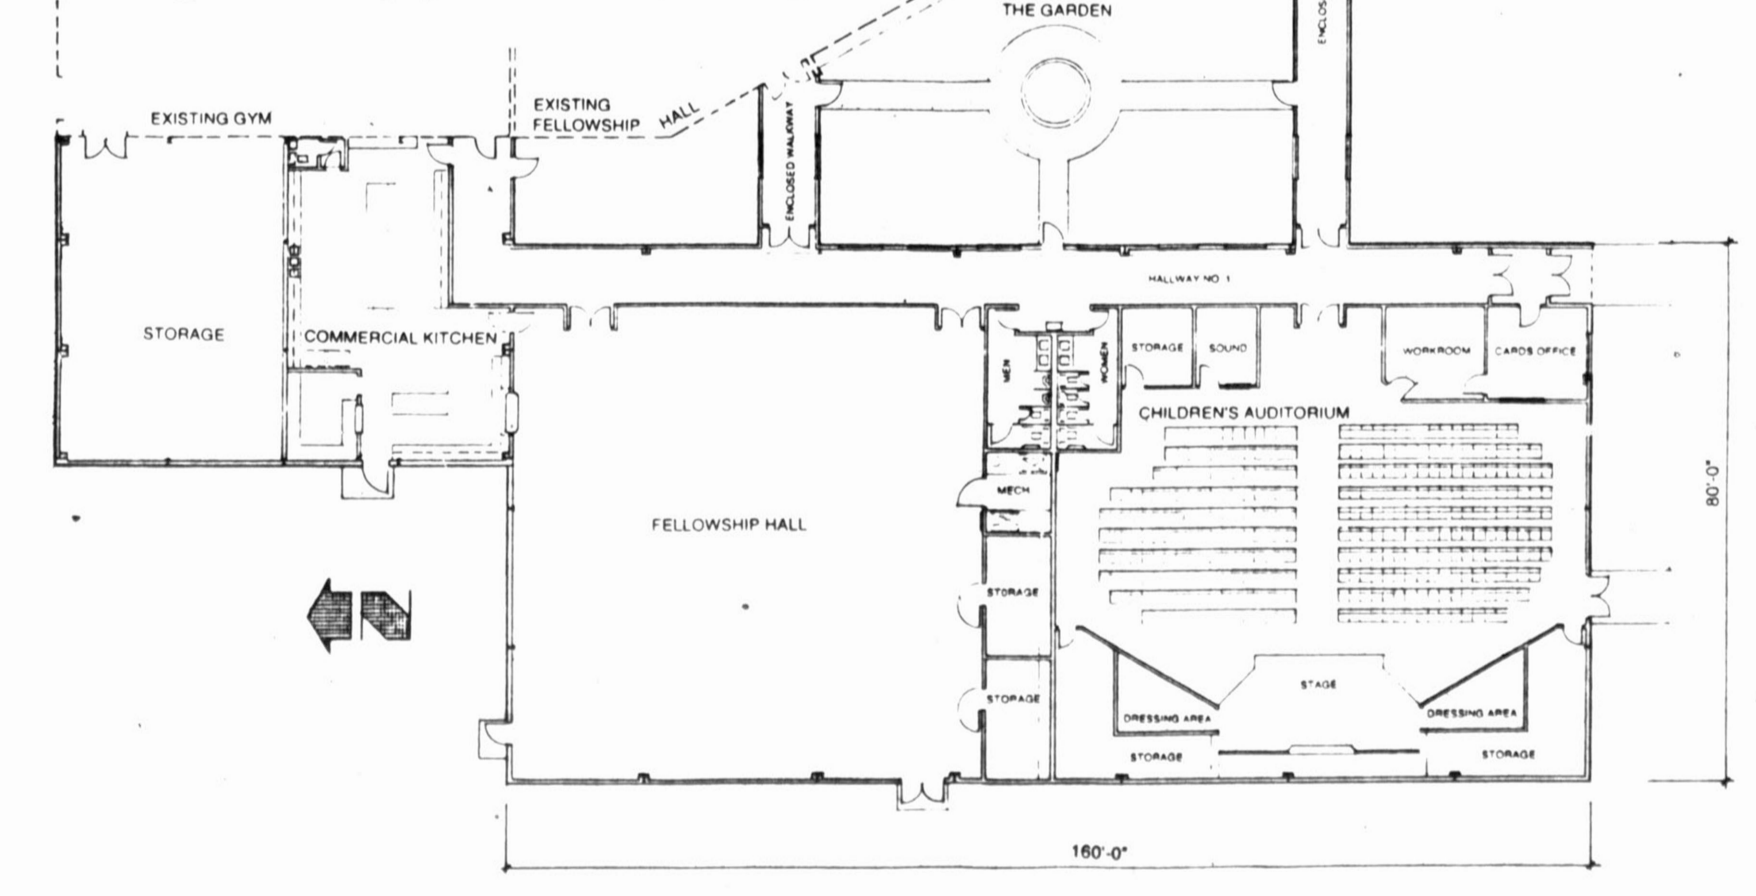 THE GARDEN
ENCLOS
EXISTING GYM
EXISTING
FELLOWSHIP HALL
ENCLOSED WALKWAY
HALLWAY NO. 1
STORAGE
COMMERCIAL KITCHEN
MEN
WOMEN
STORAGE
SOUND
WORKROOM
CARDS OFFICE
CHILDREN'S AUDITORIUM
80'-0"
MECH
FELLOWSHIP HALL
STORAGE
N
STORAGE
STAGE
DRESSING AREA
DRESSING AREA
STORAGE
STORAGE
160'-0"